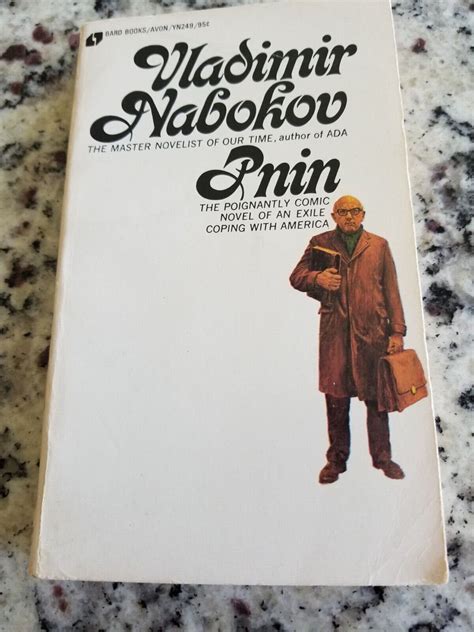 BARD BOOKS/AVON/YN249/95¢
Vladimir
Nabokov
THE MASTER NOVELIST OF OUR TIME, author of ADA
Pnin
THE POIGNANTLY COMIC
NOVEL OF AN EXILE
COPING WITH AMERICA